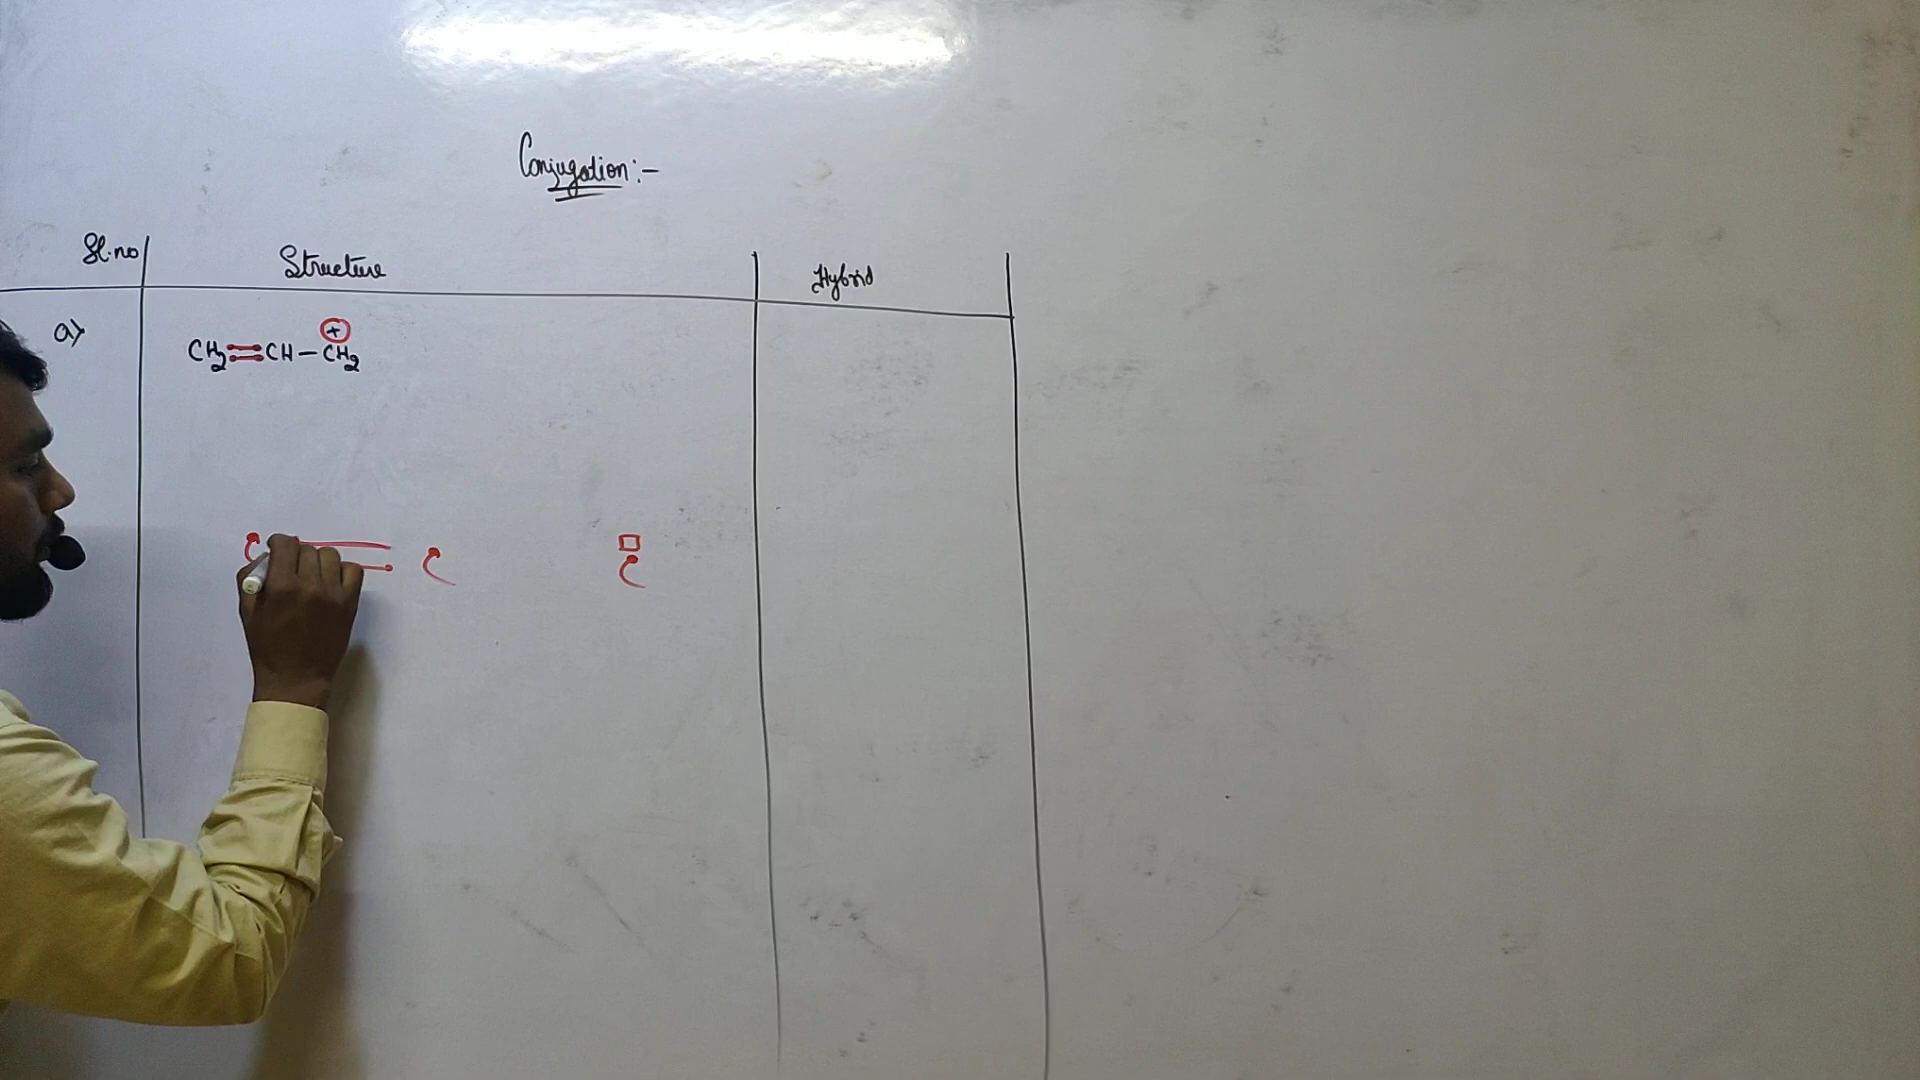 Conjugation:-
Sl.no Structure Hybrid
a) CH₂=CH-CH₂ ⊕
C = C C